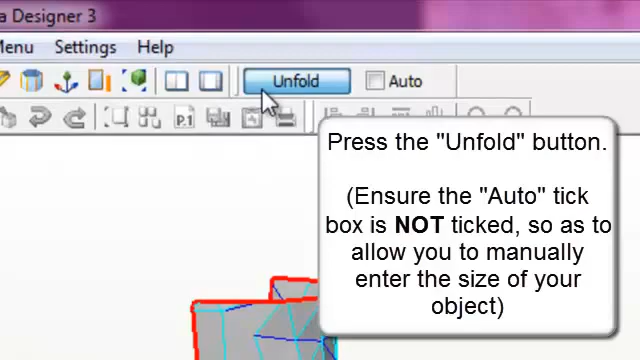 a Designer 3
Menu Settings Help
Unfold Auto
P.1
Press the "Unfold" button.
(Ensure the "Auto" tick
box is NOT ticked, so as to
allow you to manually
enter the size of your
object)